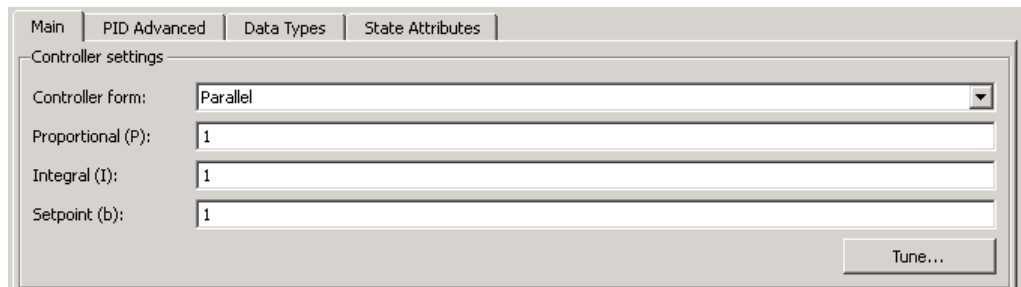 Main PID Advanced Data Types State Attributes
Controller settings
Controller form: Parallel
Proportional (P): 1
Integral (I): 1
Setpoint (b): 1
Tune...